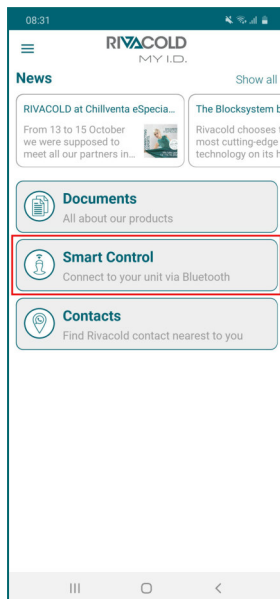 08:31
RIVACOLD
MY I.D.
News
Show all
RIVACOLD at Chillventa eSpecia...
From 13 to 15 October
we were supposed to
meet all our partners in...
The Blocksystem b
Rivacold chooses t
most cutting-edge
technology on its h
Documents
All about our products
Smart Control
Connect to your unit via Bluetooth
Contacts
Find Rivacold contact nearest to you